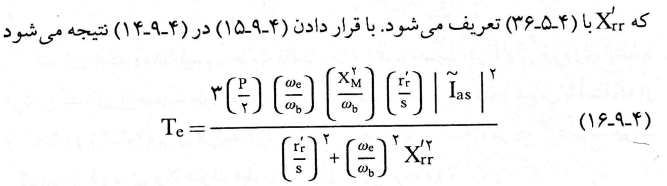 که X′rr با (۴-۵-۳۶) تعریف می‌شود. با قرار دادن (۴-۹-۱۵) در (۴-۹-۱۴) نتیجه می‌شود
Te = ۳(P/۲)(ωe/ωb)(X²M/ωb)(r′r/s)|Ĩas|² / ((r′r/s)² + (ωe/ωb)² X′²rr) (۴-۹-۱۶)